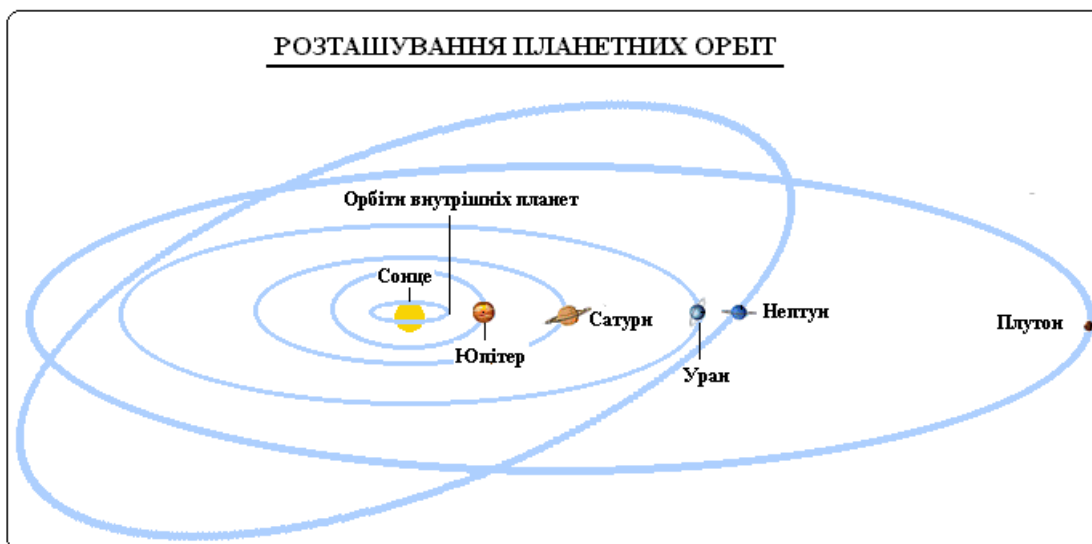 РОЗТАШУВАННЯ ПЛАНЕТНИХ ОРБІТ
Орбіти внутрішніх планет
Сонце
Юпітер
Сатурн
Уран
Нептун
Плутон